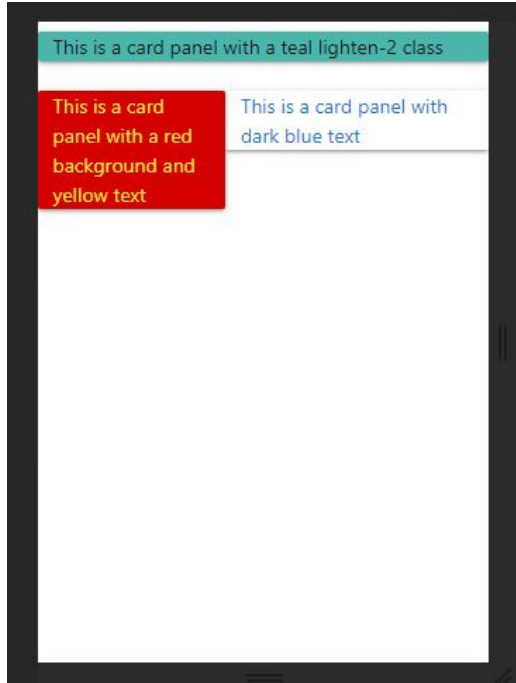 This is a card panel with a teal lighten-2 class
This is a card
panel with a red
background and
yellow text
This is a card panel with
dark blue text